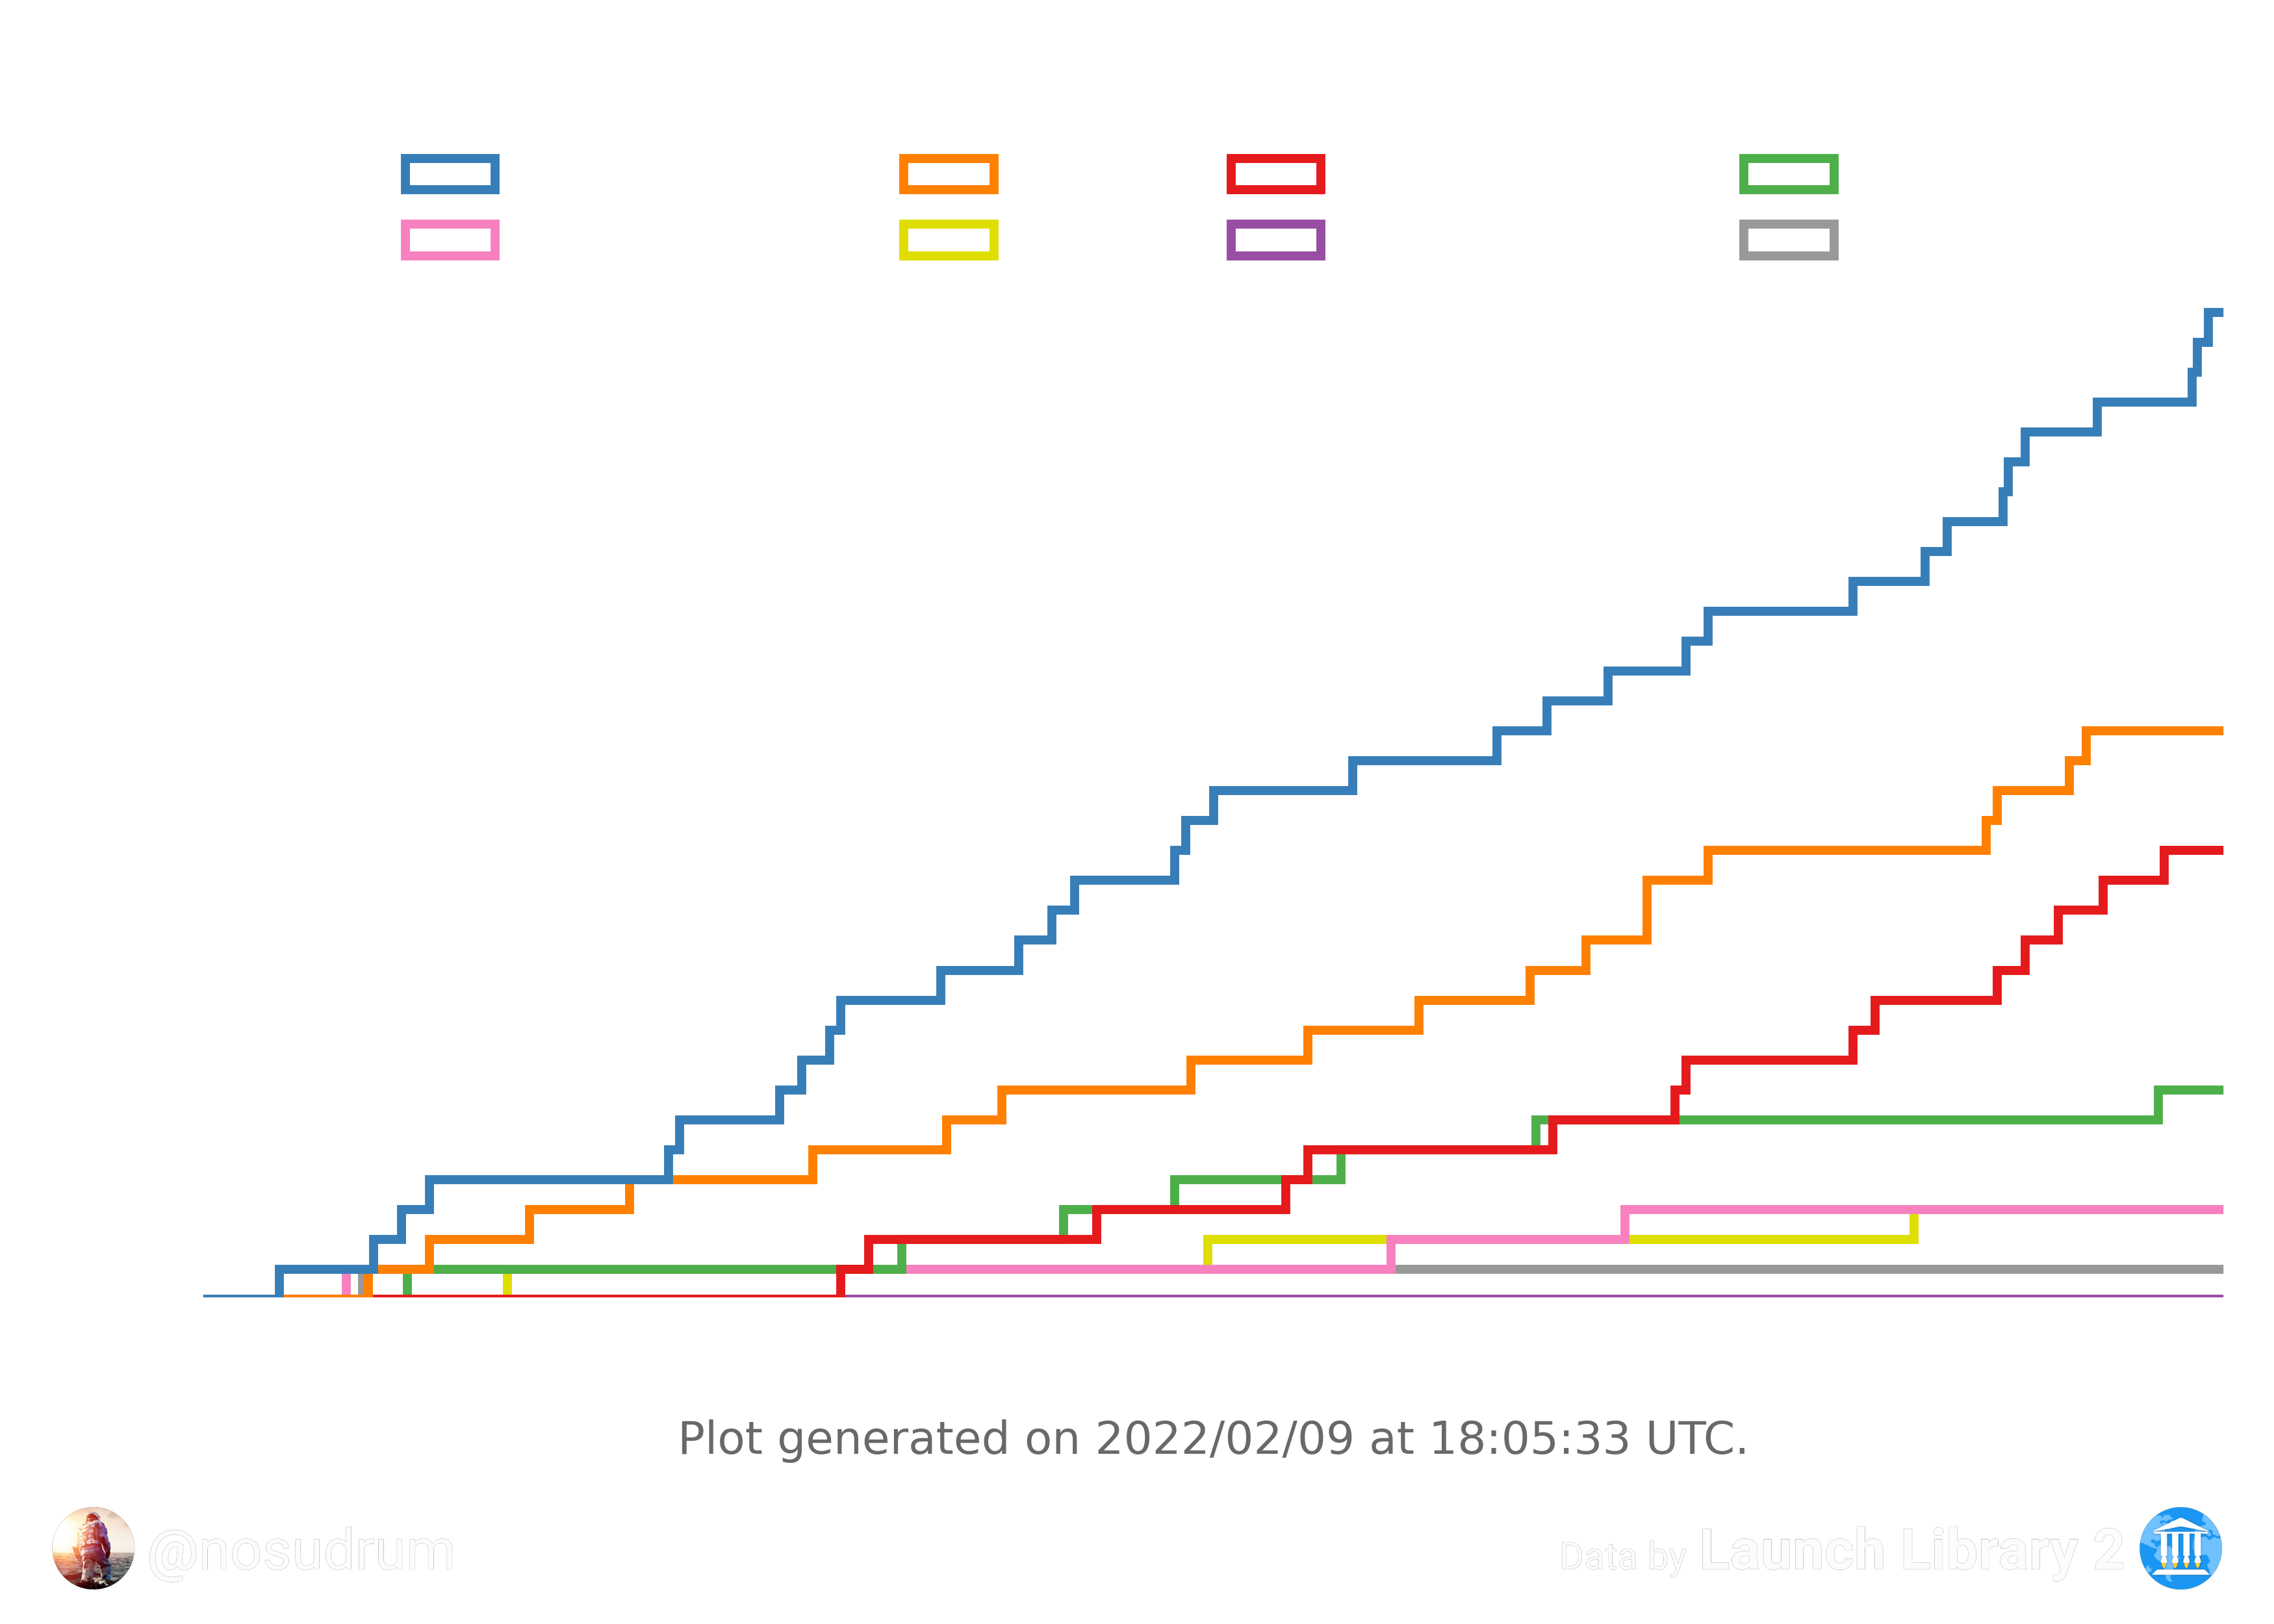 Plot generated on 2022/02/09 at 18:05:33 UTC.
@nosudrum
Data by Launch Library 2